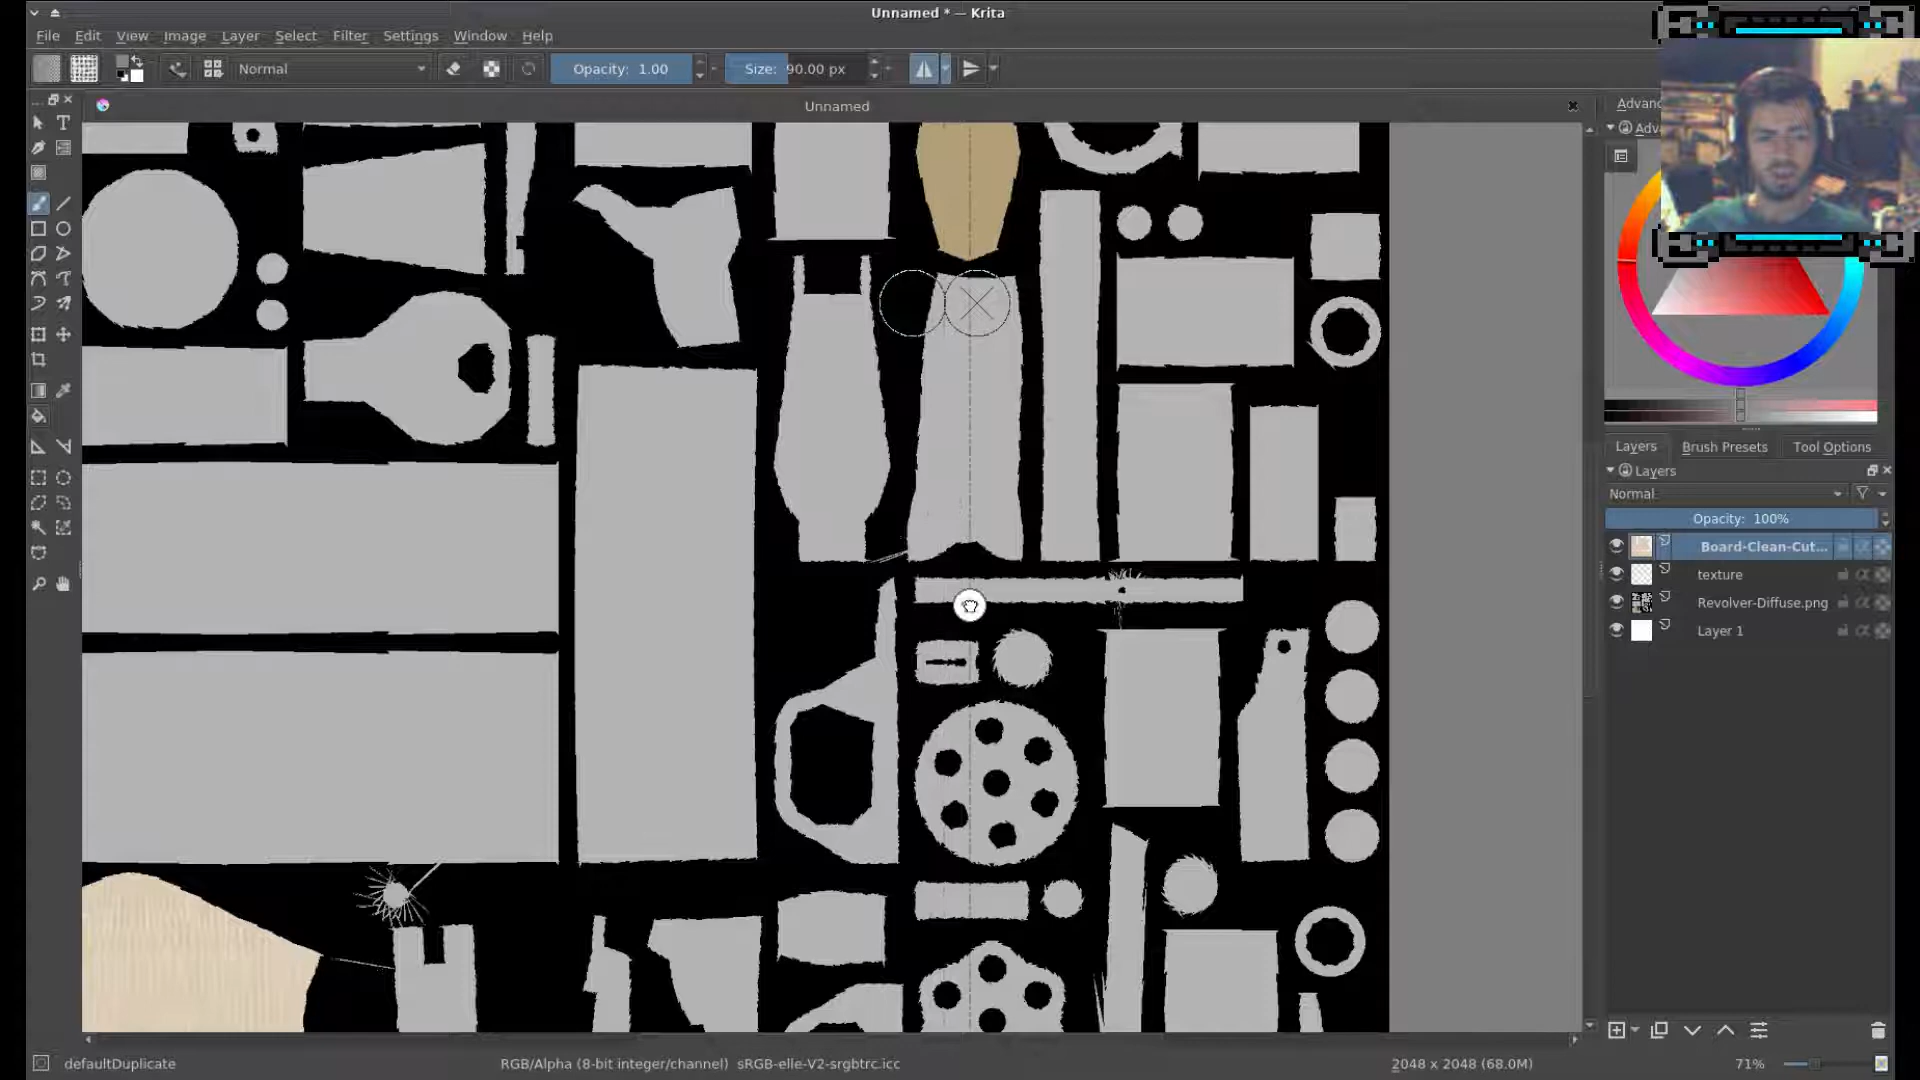 Unnamed * — Krita
File Edit View Image Layer Select Filter Settings Window Help
Normal Opacity: 1.00 Size: 90.00 px
Unnamed
Advan
Adv
Layers Brush Presets Tool Options
Layers
Normal
Opacity: 100%
Board-Clean-Cut...
texture
Revolver-Diffuse.png
Layer 1
defaultDuplicate RGB/Alpha (8-bit integer/channel) sRGB-elle-V2-srgbtrc.icc 2048 x 2048 (68.0M) 71%